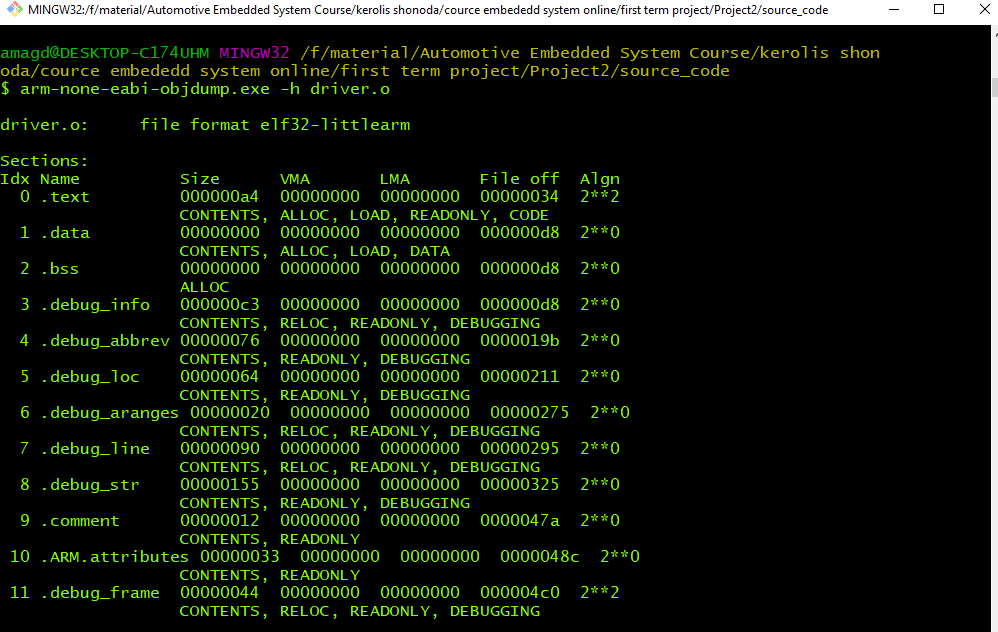 MINGW32:/f/material/Automotive Embedded System Course/kerolis shonoda/cource embededd system online/first term project/Project2/source_code
amagd@DESKTOP-C174UHM MINGW32 /f/material/Automotive Embedded System Course/kerolis shon
oda/cource embededd system online/first term project/Project2/source_code
$ arm-none-eabi-objdump.exe -h driver.o
driver.o:     file format elf32-littlearm
Sections:
Idx Name          Size      VMA       LMA       File off  Algn
  0 .text         000000a4  00000000  00000000  00000034  2**2
                  CONTENTS, ALLOC, LOAD, READONLY, CODE
  1 .data         00000000  00000000  00000000  000000d8  2**0
                  CONTENTS, ALLOC, LOAD, DATA
  2 .bss          00000000  00000000  00000000  000000d8  2**0
                  ALLOC
  3 .debug_info   000000c3  00000000  00000000  000000d8  2**0
                  CONTENTS, RELOC, READONLY, DEBUGGING
  4 .debug_abbrev 00000076  00000000  00000000  0000019b  2**0
                  CONTENTS, READONLY, DEBUGGING
  5 .debug_loc    00000064  00000000  00000000  00000211  2**0
                  CONTENTS, READONLY, DEBUGGING
  6 .debug_aranges 00000020  00000000  00000000  00000275  2**0
                  CONTENTS, RELOC, READONLY, DEBUGGING
  7 .debug_line   00000090  00000000  00000000  00000295  2**0
                  CONTENTS, RELOC, READONLY, DEBUGGING
  8 .debug_str    00000155  00000000  00000000  00000325  2**0
                  CONTENTS, READONLY, DEBUGGING
  9 .comment      00000012  00000000  00000000  0000047a  2**0
                  CONTENTS, READONLY
 10 .ARM.attributes 00000033  00000000  00000000  0000048c  2**0
                  CONTENTS, READONLY
 11 .debug_frame  00000044  00000000  00000000  000004c0  2**2
                  CONTENTS, RELOC, READONLY, DEBUGGING